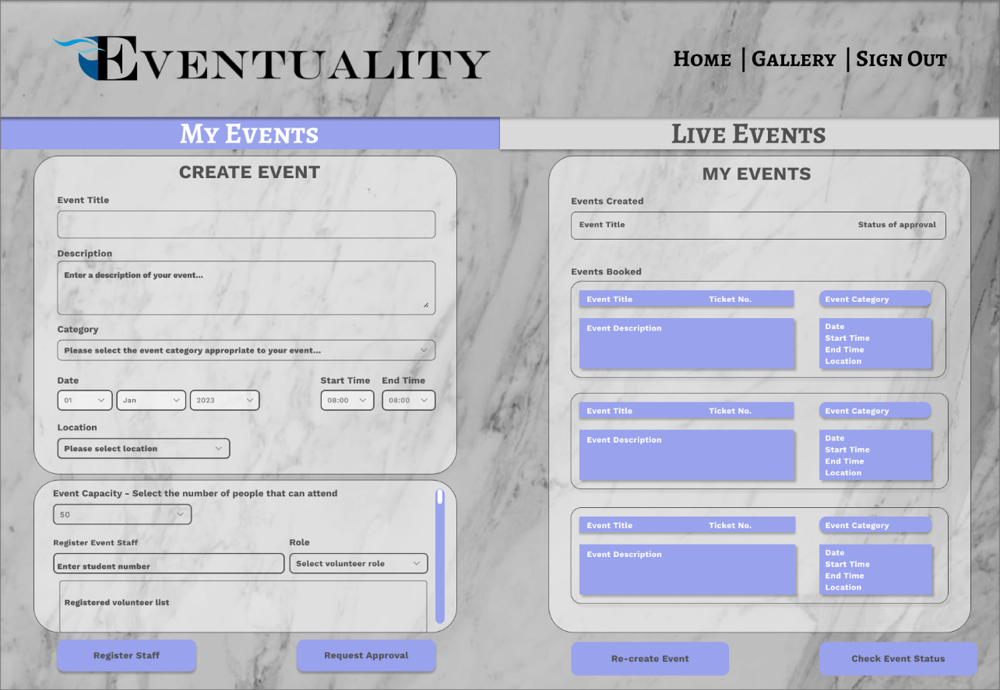 EVENTUALITY
HOME | GALLERY | SIGN OUT
MY EVENTS
LIVE EVENTS
CREATE EVENT
Event Title
Description
Enter a description of your event...
Category
Please select the event category appropriate to your event...
Date
Start Time End Time
01 Jan 2023 08:00 08:00
Location
Please select location
Event Capacity - Select the number of people that can attend
50
Register Event Staff Role
Enter student number Select volunteer role
Registered volunteer list
Register Staff Request Approval
MY EVENTS
Events Created
Event Title Status of approval
Events Booked
Event Title Ticket No. Event Category
Event Description
Date
Start Time
End Time
Location
Event Title Ticket No. Event Category
Event Description
Date
Start Time
End Time
Location
Event Title Ticket No. Event Category
Event Description
Date
Start Time
End Time
Location
Re-create Event Check Event Status